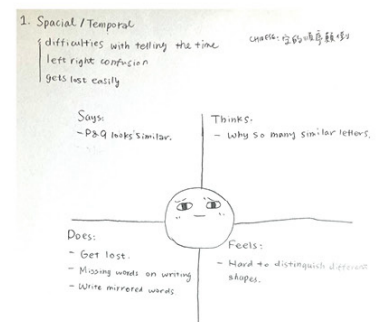 1. Spacial / Temporal
difficulties with telling the time
left right confusion
gets lost easily
CHINESE:
Says:
- P&Q looks similar.
Thinks:
- Why so many similar letters.
Does:
- Get lost.
- Missing words on writing
- Write mirrored words
Feels:
- Hard to distinguish different
shapes.